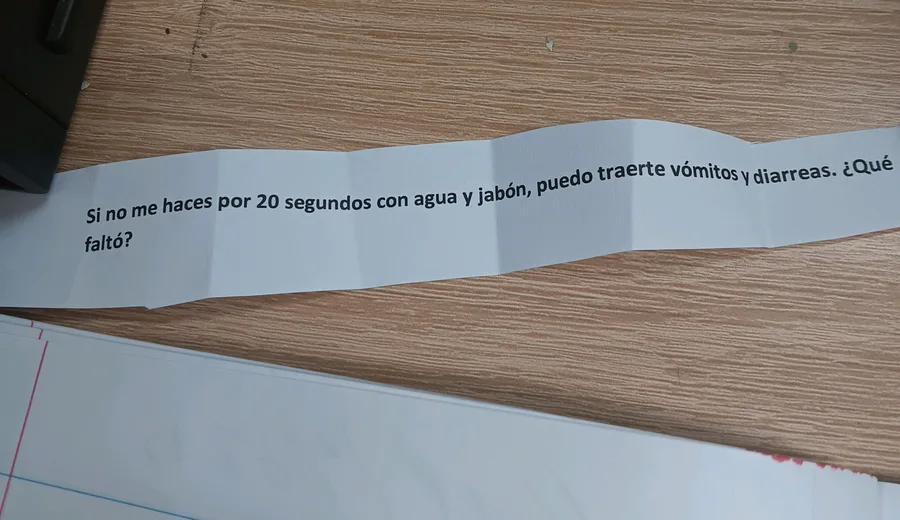 Si no me haces por 20 segundos con agua y jabón, puedo traerte vómitos y diarreas. ¿Qué
faltó?